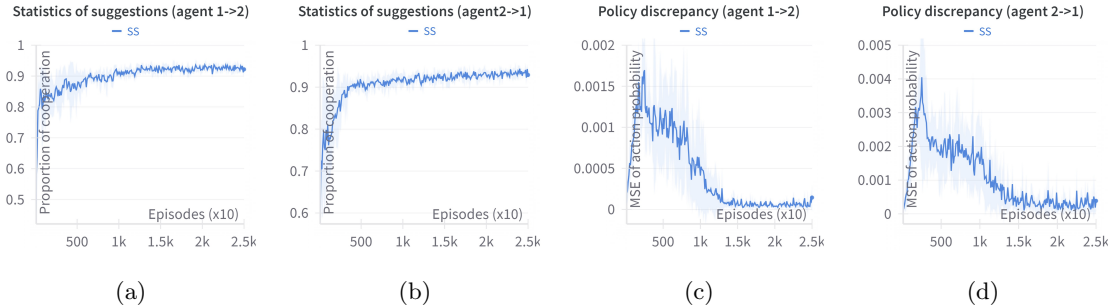 Statistics of suggestions (agent 1->2)
SS
Proportion of cooperation
1
0.9
0.8
0.7
0.6
0.5
Episodes (x10)
500 1k 1.5k 2k 2.5k
(a)
Statistics of suggestions (agent2->1)
SS
Proportion of cooperation
1
0.9
0.8
0.7
0.6
Episodes (x10)
500 1k 1.5k 2k 2.5k
(b)
Policy discrepancy (agent 1->2)
SS
MSE of action probability
0.002
0.0015
0.001
0.0005
0
Episodes (x10)
500 1k 1.5k 2k 2.5k
(c)
Policy discrepancy (agent 2->1)
SS
MSE of action probability
0.005
0.004
0.003
0.002
0.001
0
Episodes (x10)
500 1k 1.5k 2k 2.5k
(d)